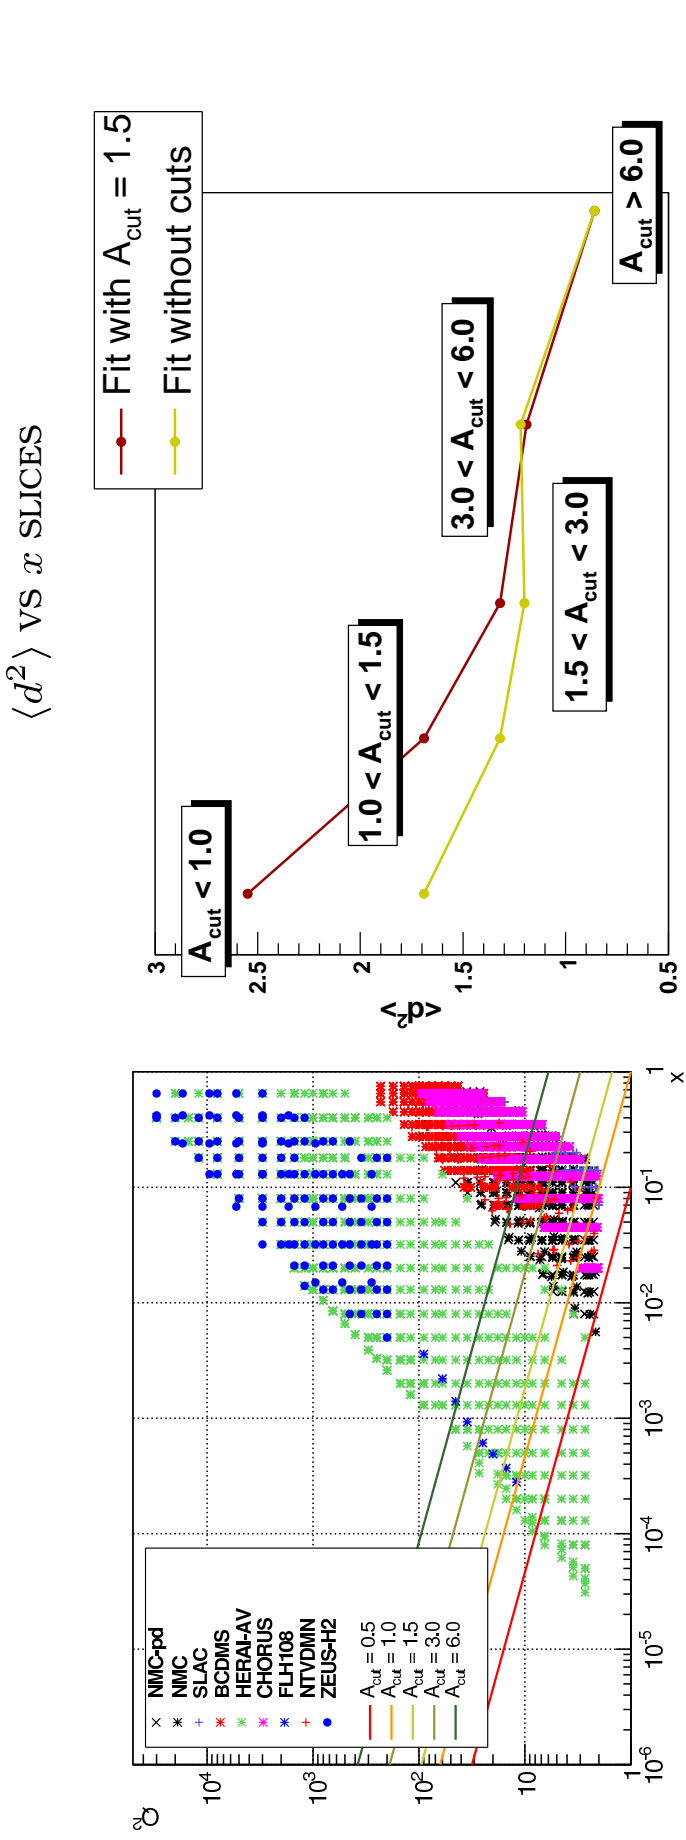 ⟨d²⟩ VS x SLICES
Q²
10⁴
10³
10²
10
1
10⁻⁶
10⁻⁵
10⁻⁴
10⁻³
10⁻²
10⁻¹
1
x
NMC-pd
NMC
SLAC
BCDMS
HERAI-AV
CHORUS
FLH108
NTVDMN
ZEUS-H2
A_cut = 0.5
A_cut = 1.0
A_cut = 1.5
A_cut = 3.0
A_cut = 6.0
<d²>
3
2.5
2
1.5
1
0.5
Fit with A_cut = 1.5
Fit without cuts
A_cut < 1.0
1.0 < A_cut < 1.5
1.5 < A_cut < 3.0
3.0 < A_cut < 6.0
A_cut > 6.0